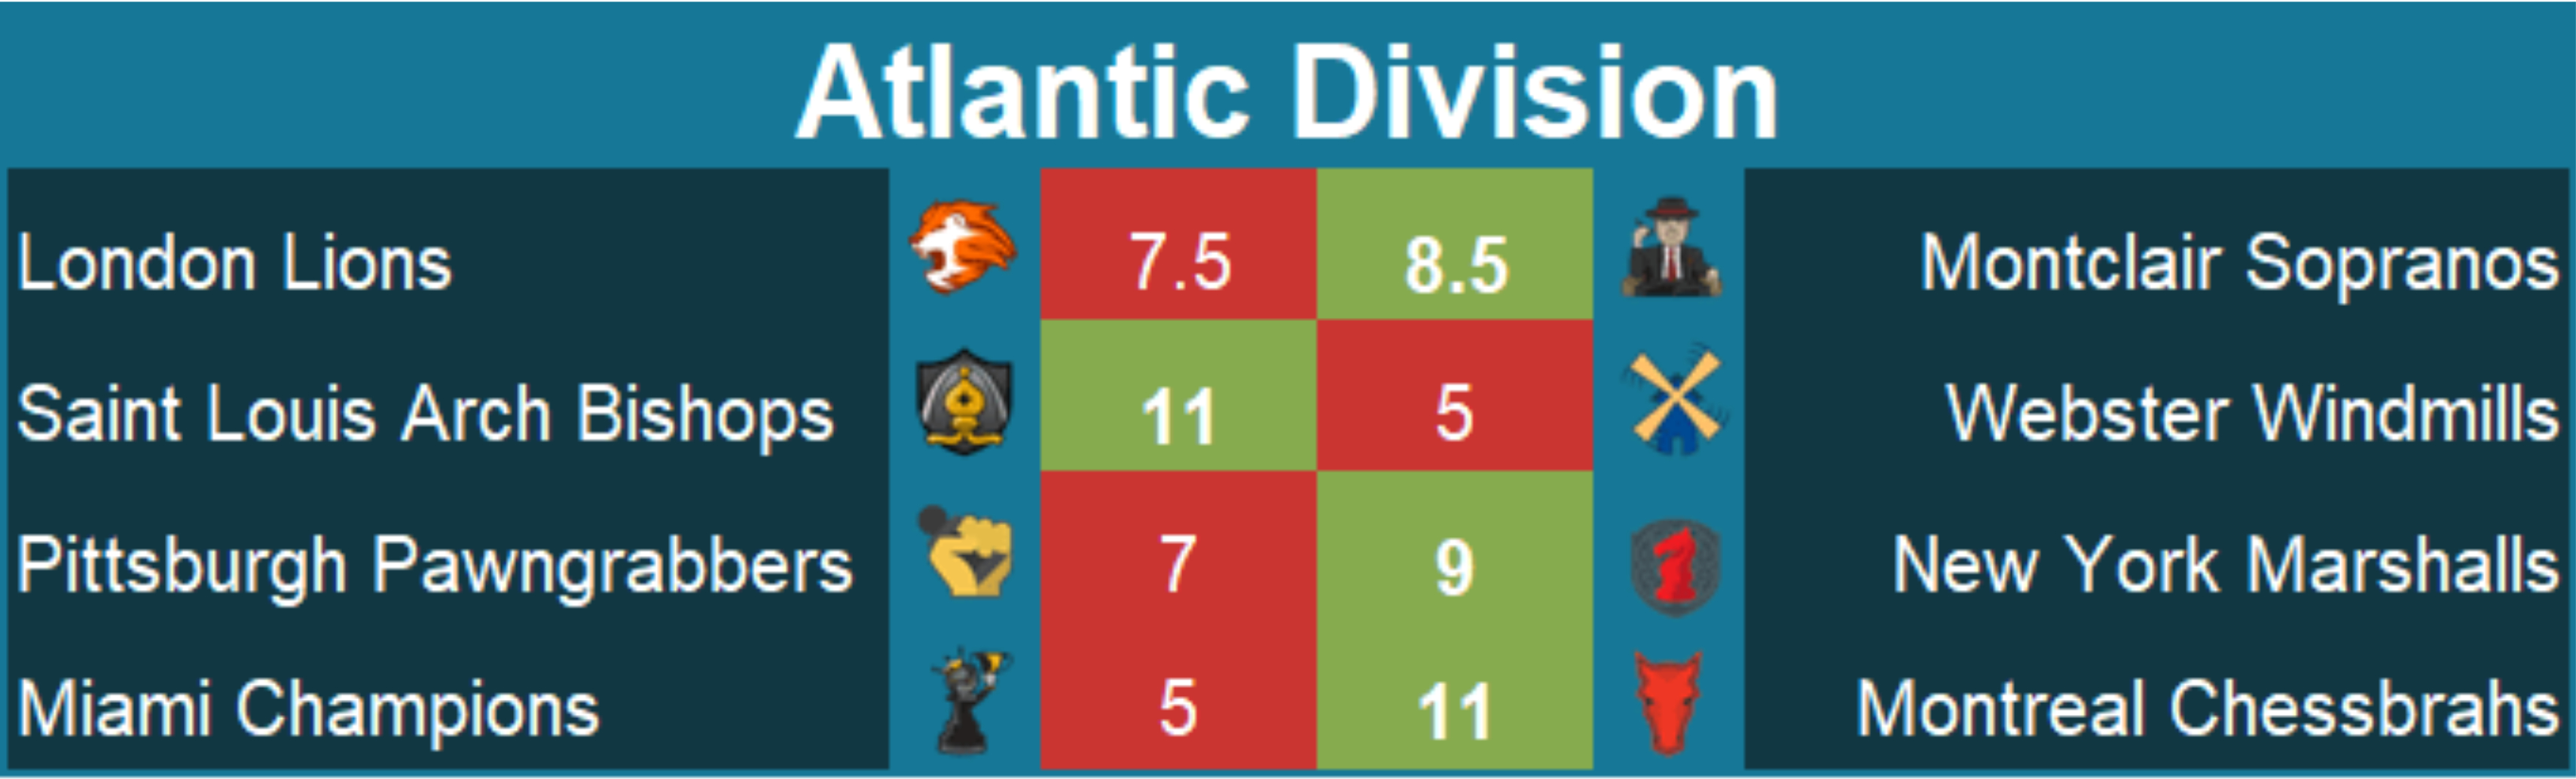 Atlantic Division
London Lions 7.5 8.5 Montclair Sopranos
Saint Louis Arch Bishops 11 5 Webster Windmills
Pittsburgh Pawngrabbers 7 9 New York Marshalls
Miami Champions 5 11 Montreal Chessbrahs